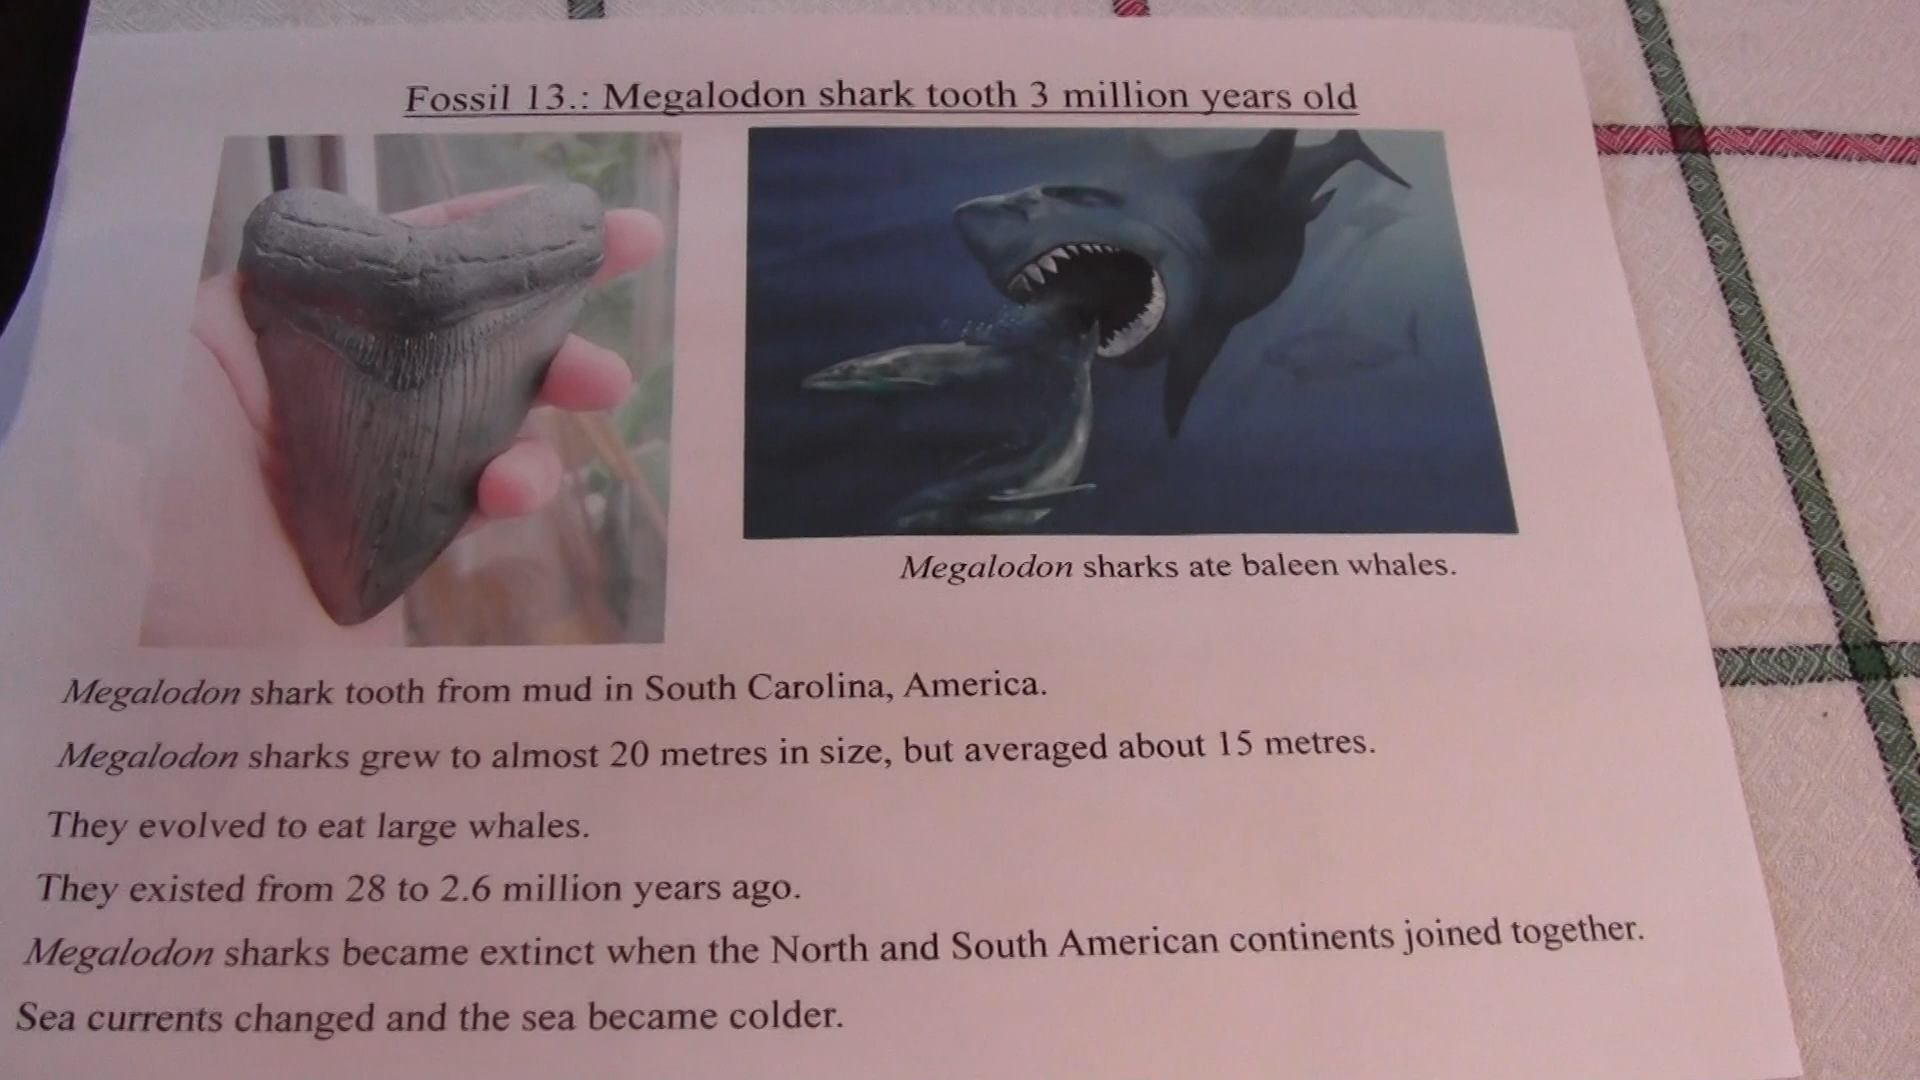 Fossil 13.: Megalodon shark tooth 3 million years old
Megalodon sharks ate baleen whales.
Megalodon shark tooth from mud in South Carolina, America.
Megalodon sharks grew to almost 20 metres in size, but averaged about 15 metres.
They evolved to eat large whales.
They existed from 28 to 2.6 million years ago.
Megalodon sharks became extinct when the North and South American continents joined together.
Sea currents changed and the sea became colder.